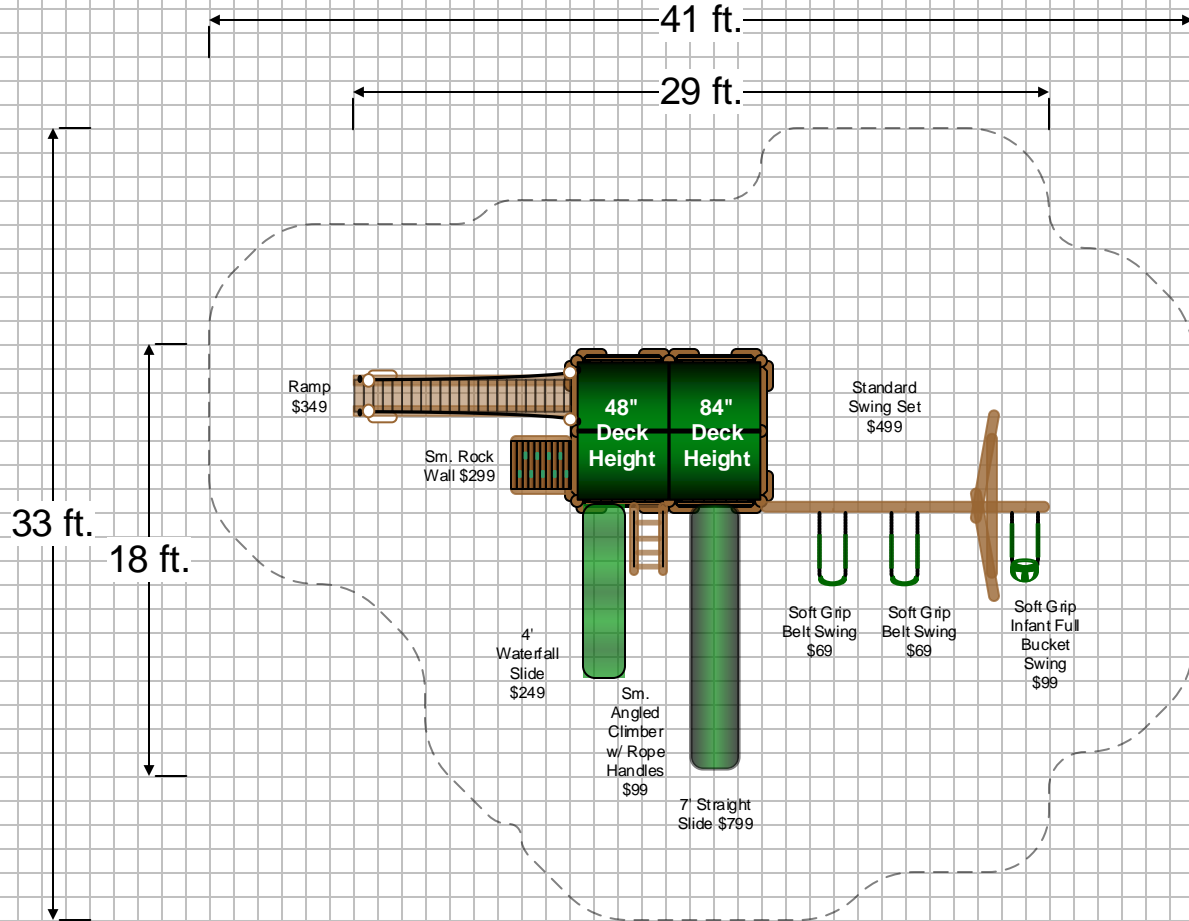 41 ft.
29 ft.
33 ft.
18 ft.
Ramp
$349
48"
Deck
Height
84"
Deck
Height
Standard
Swing Set
$499
Sm. Rock
Wall $299
4'
Waterfall
Slide
$249
Sm.
Angled
Climber
w/ Rope
Handles
$99
7' Straight
Slide $799
Soft Grip
Belt Swing
$69
Soft Grip
Belt Swing
$69
Soft Grip
Infant Full
Bucket
Swing
$99